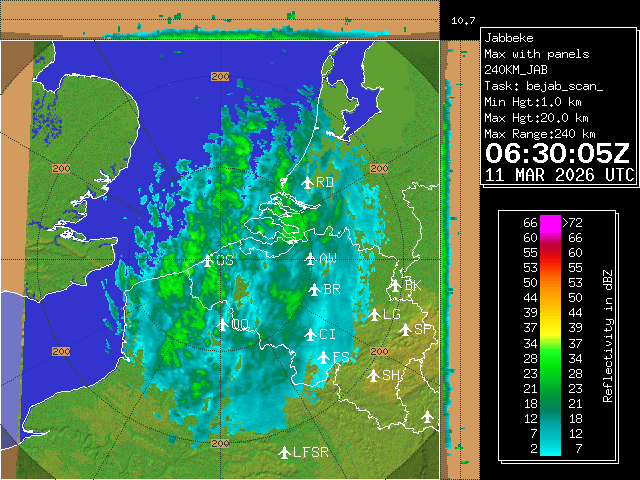 10.7
Jabbeke
Max with panels
240KM_JAB
Task: bejab_scan_
Min Hgt:1.0 km
Max Hgt:20.0 km
Max Range:240 km
06:30:05Z
11 MAR 2026 UTC
200
200
200
RD
OS
AW
BR
BK
LG
QQ
CI
SP
FS
200
200
SH
200
LFSR
66 >72
60 66
55 60
53 55
50 53
44 50
39 44
37 39
34 37
28 34
23 28
21 23
18 21
12 18
7 12
2 7
Reflectivity in dBZ